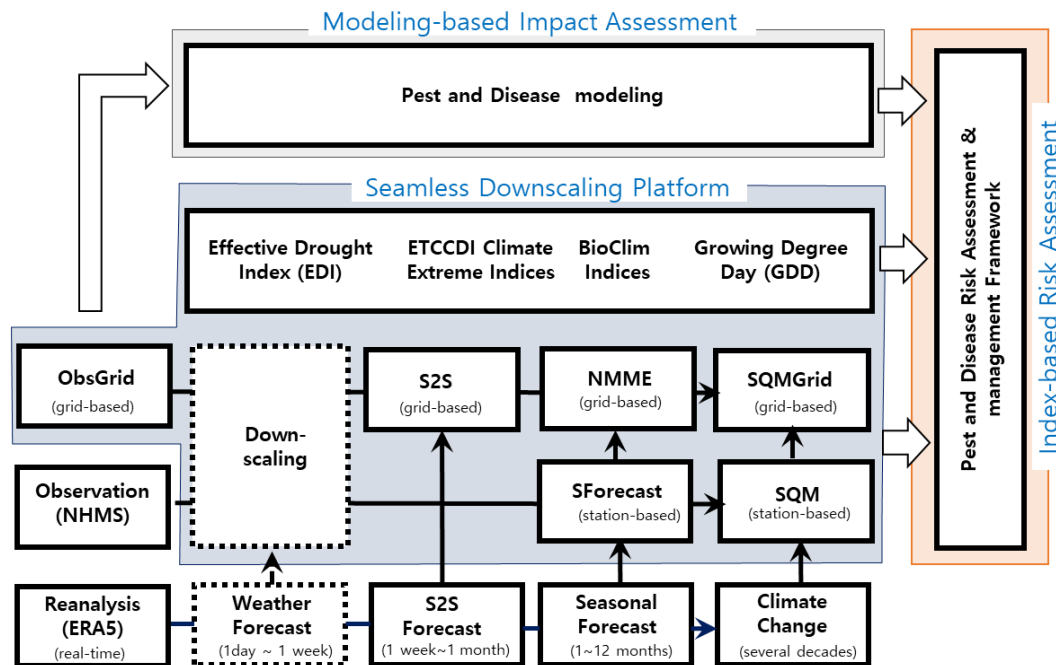 Modeling-based Impact Assessment
Pest and Disease modeling
Seamless Downscaling Platform
Effective Drought
Index (EDI)
ETCCDI Climate
Extreme Indices
BioClim
Indices
Growing Degree
Day (GDD)
ObsGrid
(grid-based)
Down-
scaling
S2S
(grid-based)
NMME
(grid-based)
SQMGrid
(grid-based)
Observation
(NHMS)
SForecast
(station-based)
SQM
(station-based)
Reanalysis
(ERA5)
(real-time)
Weather
Forecast
(1day ~ 1 week)
S2S
Forecast
(1 week~1 month)
Seasonal
Forecast
(1~12 months)
Climate
Change
(several decades)
Pest and Disease Risk Assessment &
management Framework
Index-based Risk Assessment